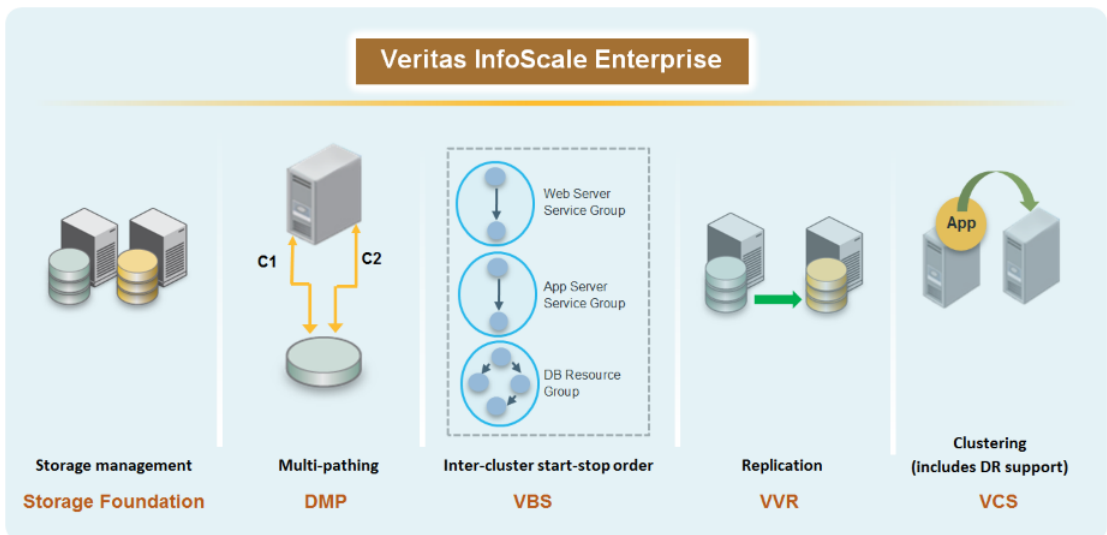 Veritas InfoScale Enterprise
C1
C2
Web Server
Service Group
App Server
Service Group
DB Resource
Group
App
Storage management
Storage Foundation
Multi-pathing
DMP
Inter-cluster start-stop order
VBS
Replication
VVR
Clustering
(includes DR support)
VCS